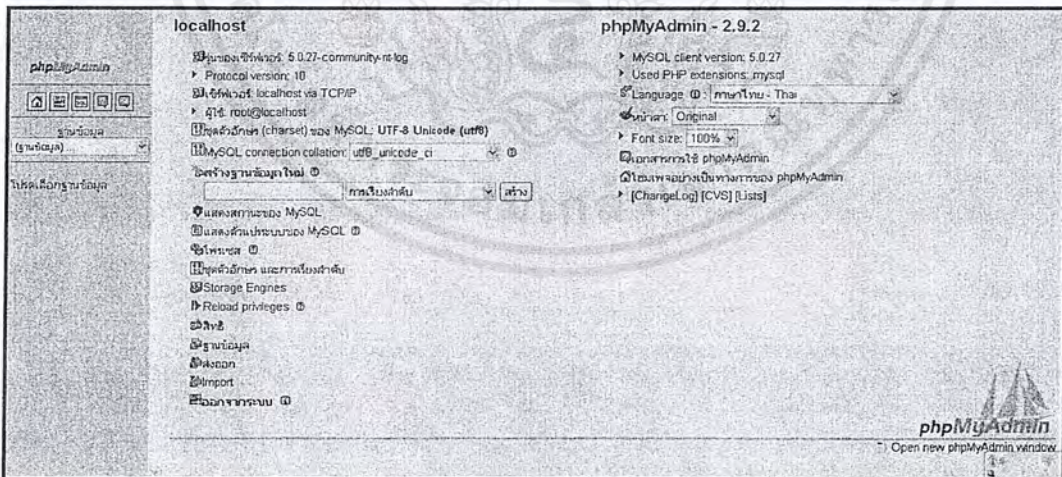 phpMyAdmin
ฐานข้อมูล
(ฐานข้อมูล) ...
โปรดเลือกฐานข้อมูล
localhost
รุ่นของเซิร์ฟเวอร์: 5.0.27-community-nt-log
Protocol version: 10
เซิร์ฟเวอร์: localhost via TCP/IP
ผู้ใช้: root@localhost
ชุดตัวอักษร (charset) ของ MySQL: UTF-8 Unicode (utf8)
MySQL connection collation: utf8_unicode_ci
สร้างฐานข้อมูลใหม่
การเรียงลำดับ สร้าง
แสดงสถานะของ MySQL
แสดงตัวแปรระบบของ MySQL
โพรเซส
ชุดตัวอักษร และการเรียงลำดับ
Storage Engines
Reload privileges
สิทธิ
ฐานข้อมูล
ส่งออก
Import
ออกจากระบบ
phpMyAdmin - 2.9.2
MySQL client version: 5.0.27
Used PHP extensions: mysql
Language: ภาษาไทย - Thai
หน้าตา: Original
Font size: 100%
เอกสารการใช้ phpMyAdmin
โฮมเพจอย่างเป็นทางการของ phpMyAdmin
[ChangeLog] [CVS] [Lists]
phpMyAdmin
Open new phpMyAdmin window